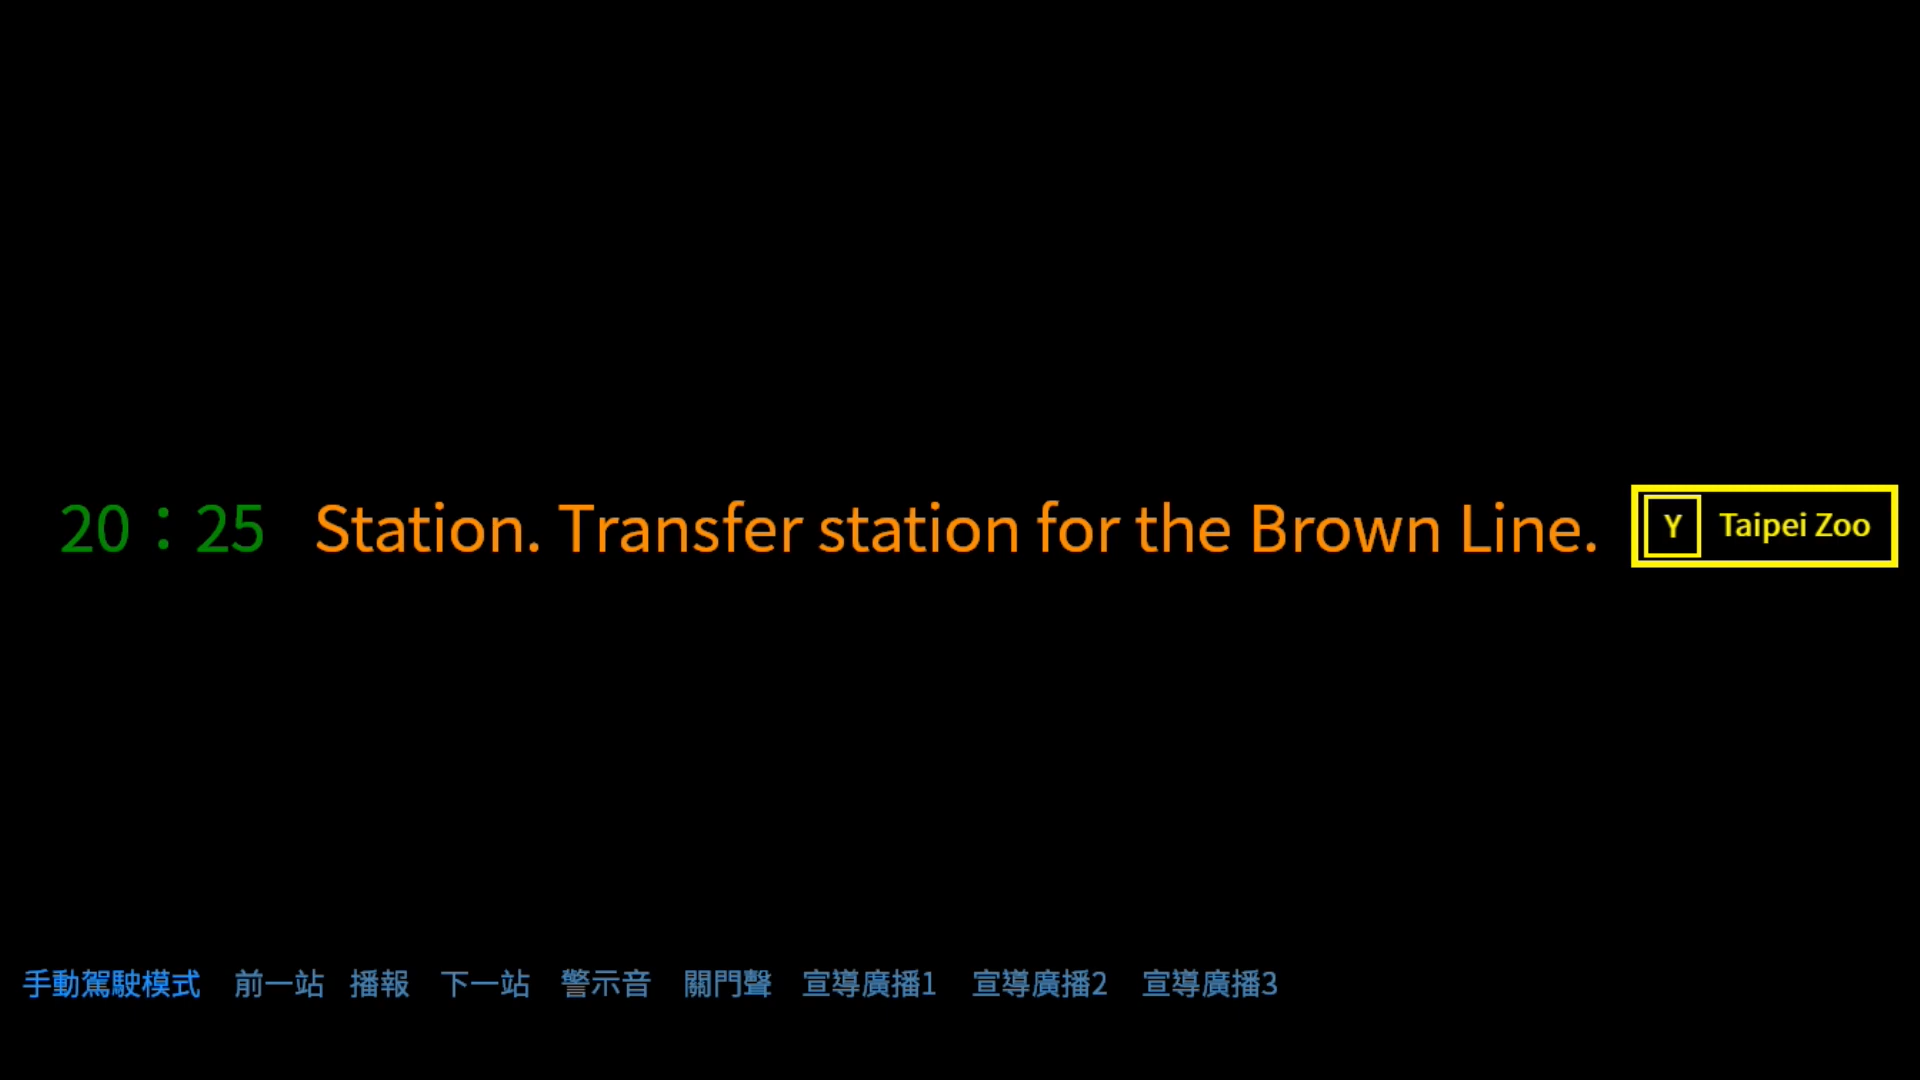 20：25 Station. Transfer station for the Brown Line. Y Taipei Zoo
手動駕駛模式 前一站 播報 下一站 警示音 關門聲 宣導廣播1 宣導廣播2 宣導廣播3